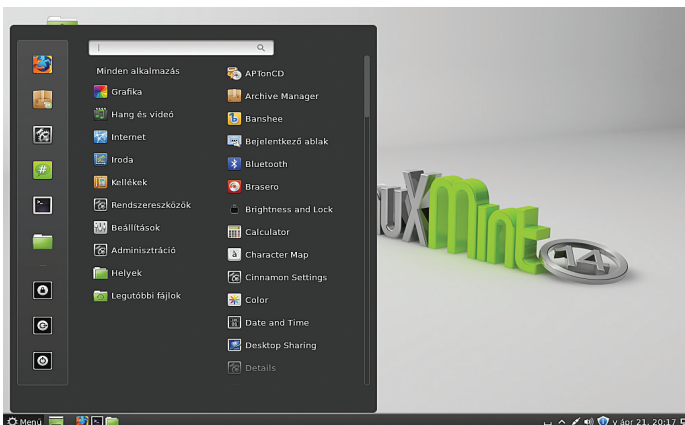 Minden alkalmazás
Grafika
Hang és videó
Internet
Iroda
Kellékek
Rendszereszközök
Beállítások
Adminisztráció
Helyek
Legutóbbi fájlok
APTonCD
Archive Manager
Banshee
Bejelentkező ablak
Bluetooth
Brasero
Brightness and Lock
Calculator
Character Map
Cinnamon Settings
Color
Date and Time
Desktop Sharing
Details
uxMint 14
Menü
v ápr 21, 20:17